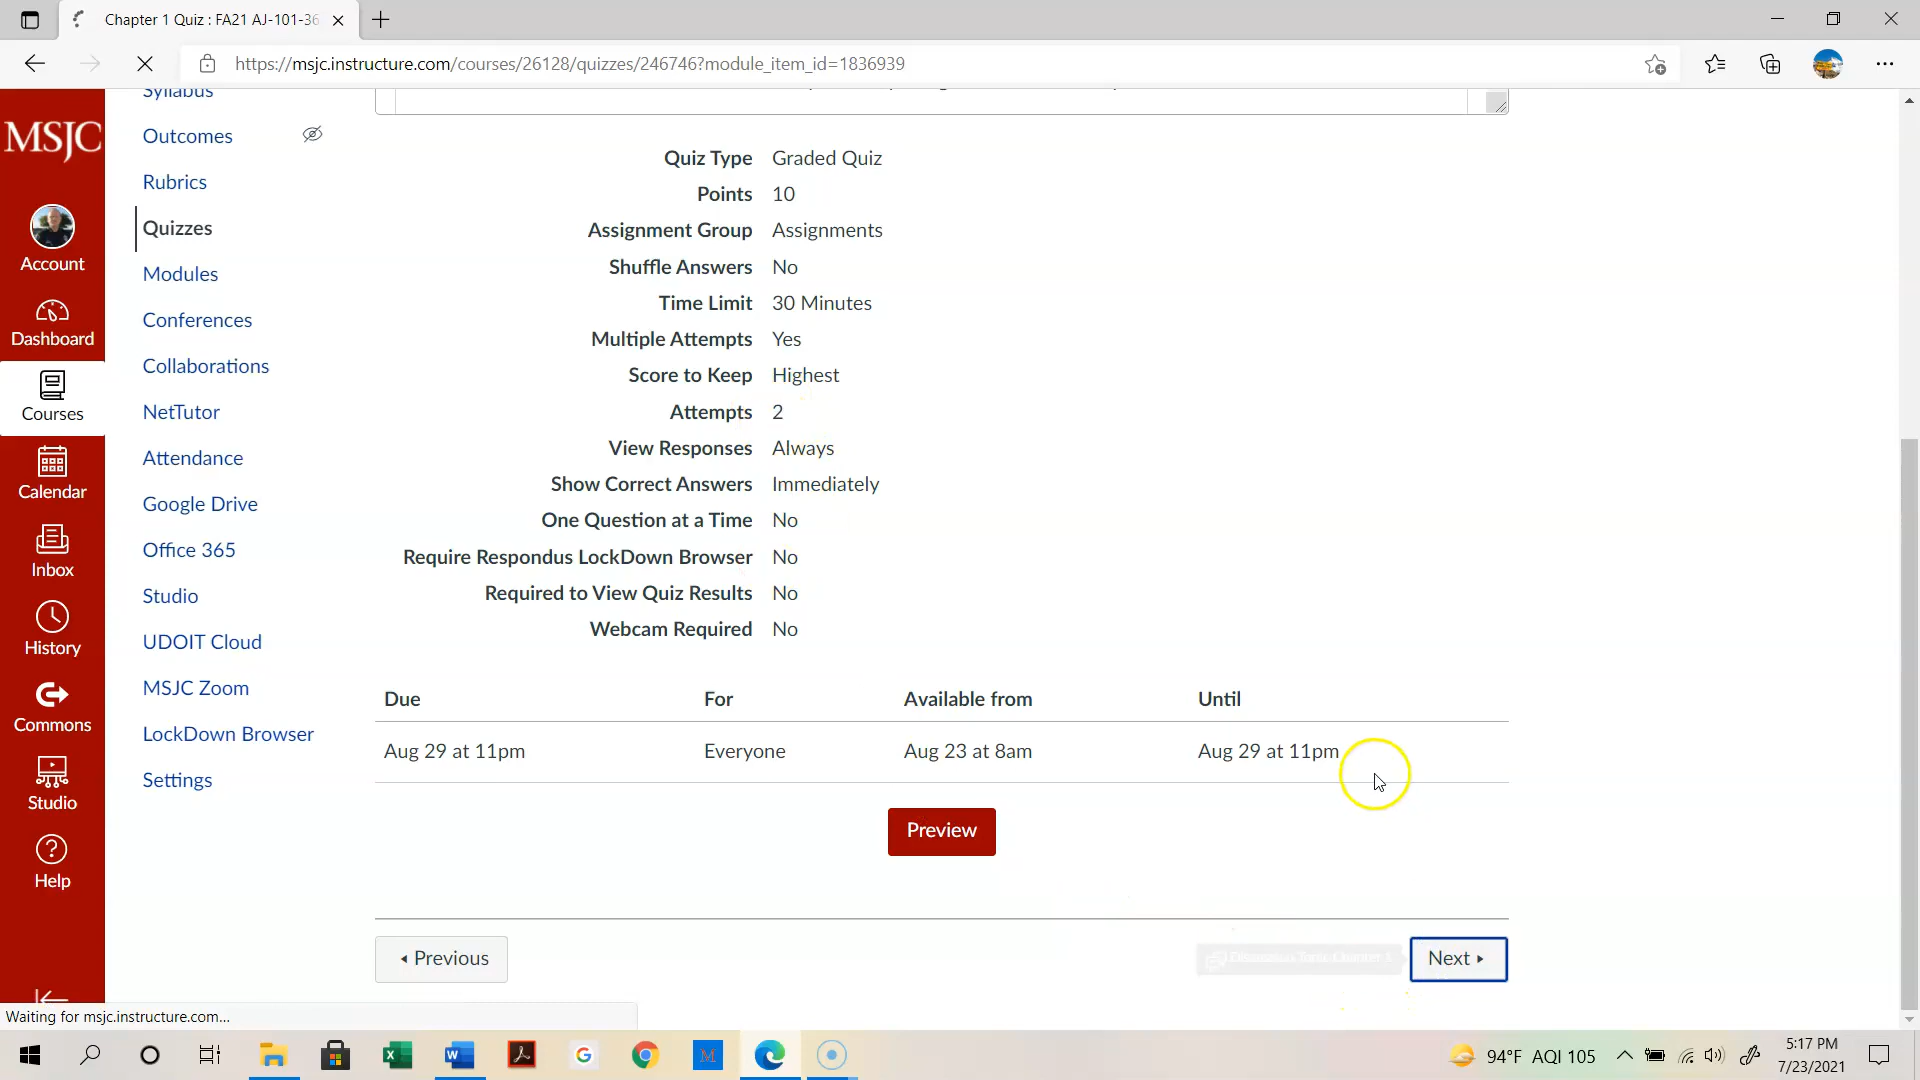 Chapter 1 Quiz : FA21 AJ-101-36
https://msjc.instructure.com/courses/26128/quizzes/246746?module_item_id=1836939
MSJC
Account
Dashboard
Courses
Calendar
Inbox
History
Commons
Studio
Help
Syllabus
Outcomes
Rubrics
Quizzes
Modules
Conferences
Collaborations
NetTutor
Attendance
Google Drive
Office 365
Studio
UDOIT Cloud
MSJC Zoom
LockDown Browser
Settings
Quiz Type Graded Quiz
Points 10
Assignment Group Assignments
Shuffle Answers No
Time Limit 30 Minutes
Multiple Attempts Yes
Score to Keep Highest
Attempts 2
View Responses Always
Show Correct Answers Immediately
One Question at a Time No
Require Respondus LockDown Browser No
Required to View Quiz Results No
Webcam Required No
Due For Available from Until
Aug 29 at 11pm Everyone Aug 23 at 8am Aug 29 at 11pm
Preview
Previous
Next
Waiting for msjc.instructure.com...
94°F AQI 105
5:17 PM
7/23/2021